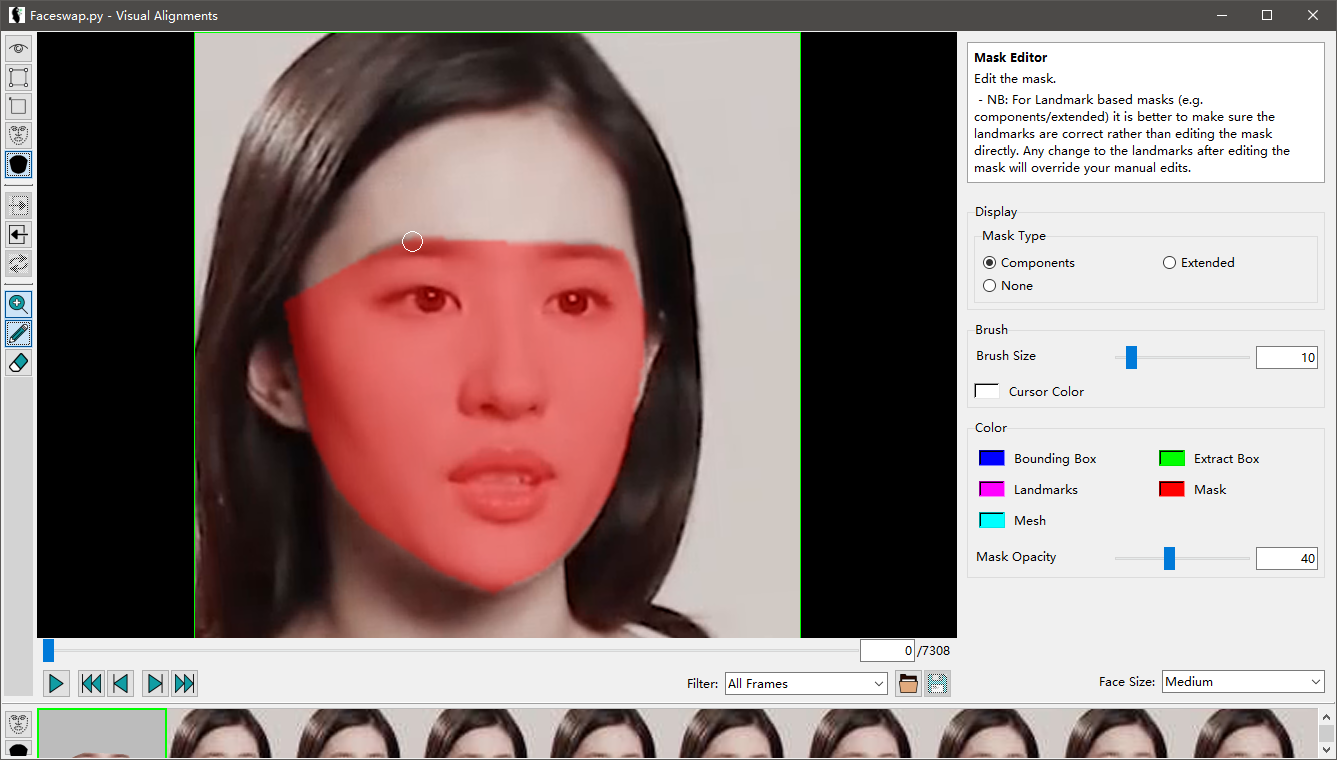 Faceswap.py - Visual Alignments
Mask Editor
Edit the mask.
- NB: For Landmark based masks (e.g.
components/extended) it is better to make sure the
landmarks are correct rather than editing the mask
directly. Any change to the landmarks after editing the
mask will override your manual edits.
Display
Mask Type
Components
Extended
None
Brush
Brush Size
10
Cursor Color
Color
Bounding Box
Extract Box
Landmarks
Mask
Mesh
Mask Opacity
40
0 /7308
Filter: All Frames
Face Size: Medium